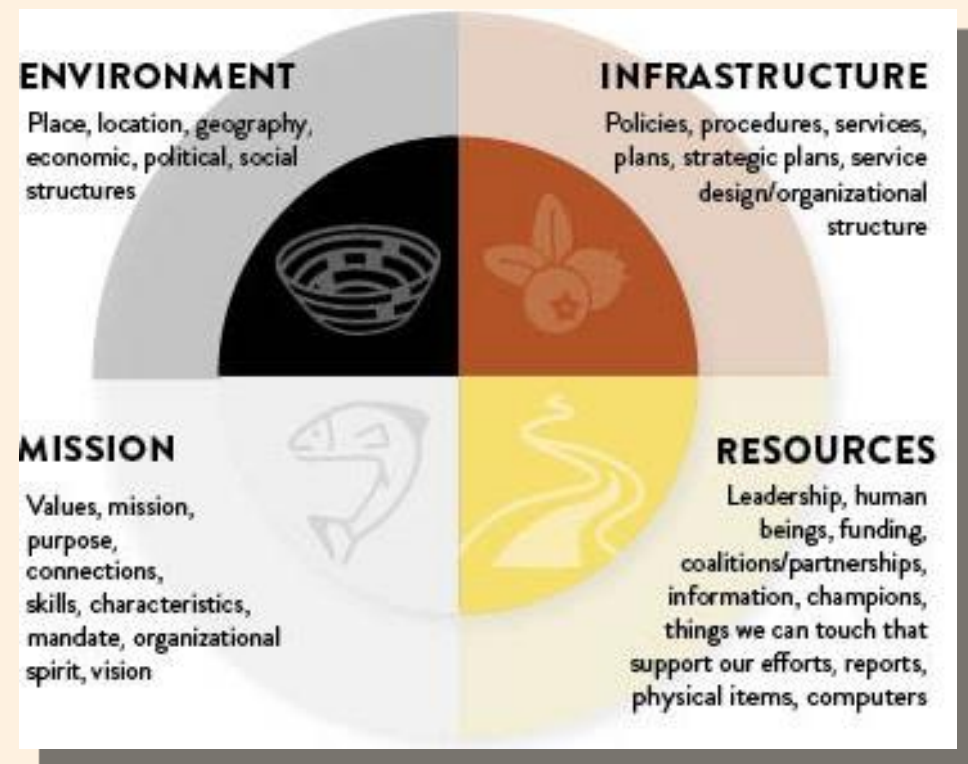 ENVIRONMENT
Place, location, geography,
economic, political, social
structures
INFRASTRUCTURE
Policies, procedures, services,
plans, strategic plans, service
design/organizational
structure
MISSION
Values, mission,
purpose,
connections,
skills, characteristics,
mandate, organizational
spirit, vision
RESOURCES
Leadership, human
beings, funding,
coalitions/partnerships,
information, champions,
things we can touch that
support our efforts, reports,
physical items, computers